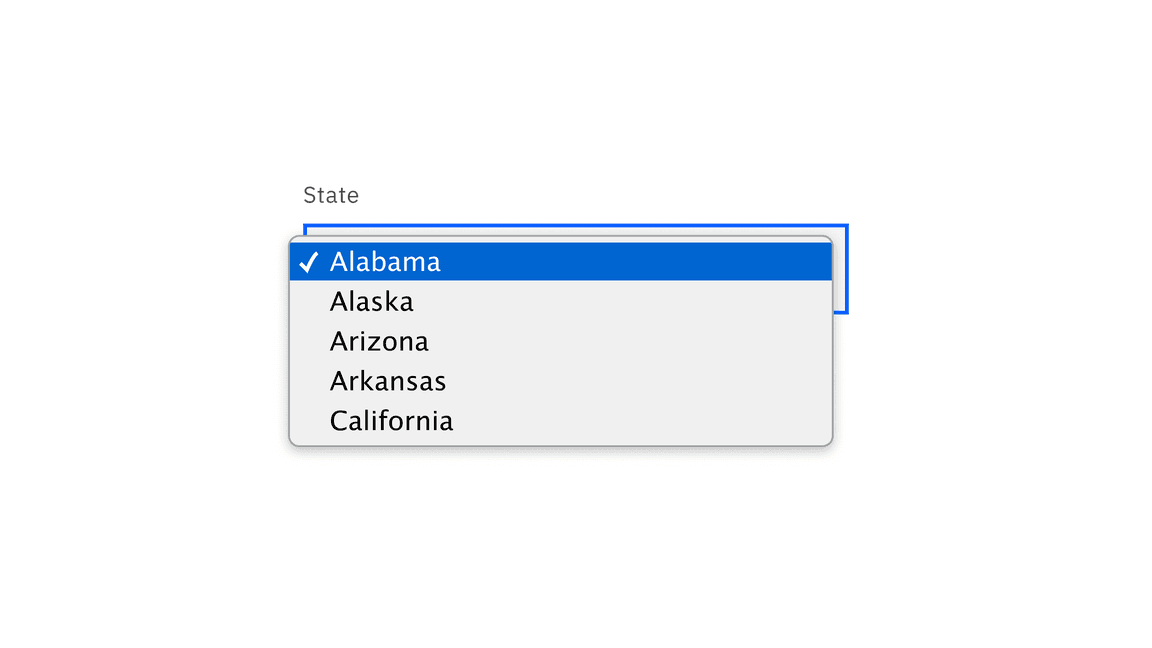 State
✓ Alabama
Alaska
Arizona
Arkansas
California